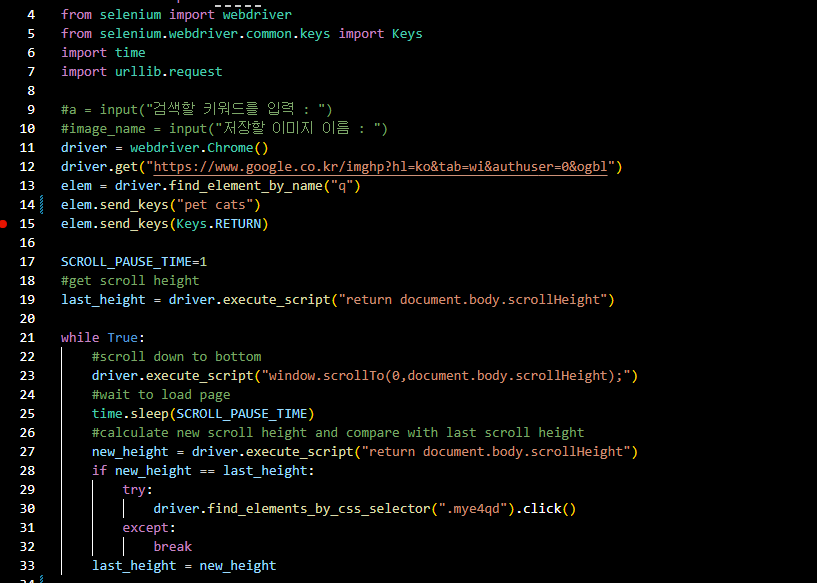 4 from selenium import webdriver
5 from selenium.webdriver.common.keys import Keys
6 import time
7 import urllib.request
8
9 #a = input("검색할 키워드를 입력 : ")
10 #image_name = input("저장할 이미지 이름 : ")
11 driver = webdriver.Chrome()
12 driver.get("https://www.google.co.kr/imghp?hl=ko&tab=wi&authuser=0&ogbl")
13 elem = driver.find_element_by_name("q")
14 elem.send_keys("pet cats")
15 elem.send_keys(Keys.RETURN)
16
17 SCROLL_PAUSE_TIME=1
18 #get scroll height
19 last_height = driver.execute_script("return document.body.scrollHeight")
20
21 while True:
22 #scroll down to bottom
23 driver.execute_script("window.scrollTo(0,document.body.scrollHeight);")
24 #wait to load page
25 time.sleep(SCROLL_PAUSE_TIME)
26 #calculate new scroll height and compare with last scroll height
27 new_height = driver.execute_script("return document.body.scrollHeight")
28 if new_height == last_height:
29 try:
30 driver.find_elements_by_css_selector(".mye4qd").click()
31 except:
32 break
33 last_height = new_height